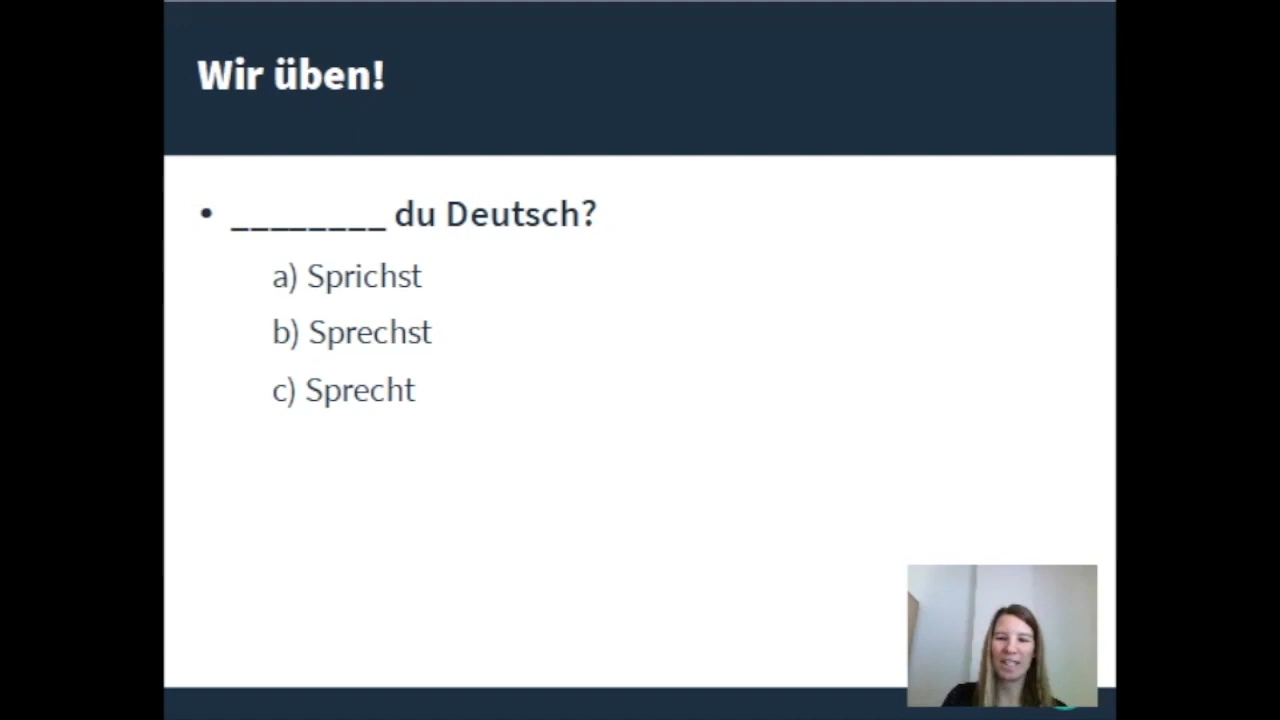 Wir üben!
• ________ du Deutsch?
a) Sprichst
b) Sprechst
c) Sprecht